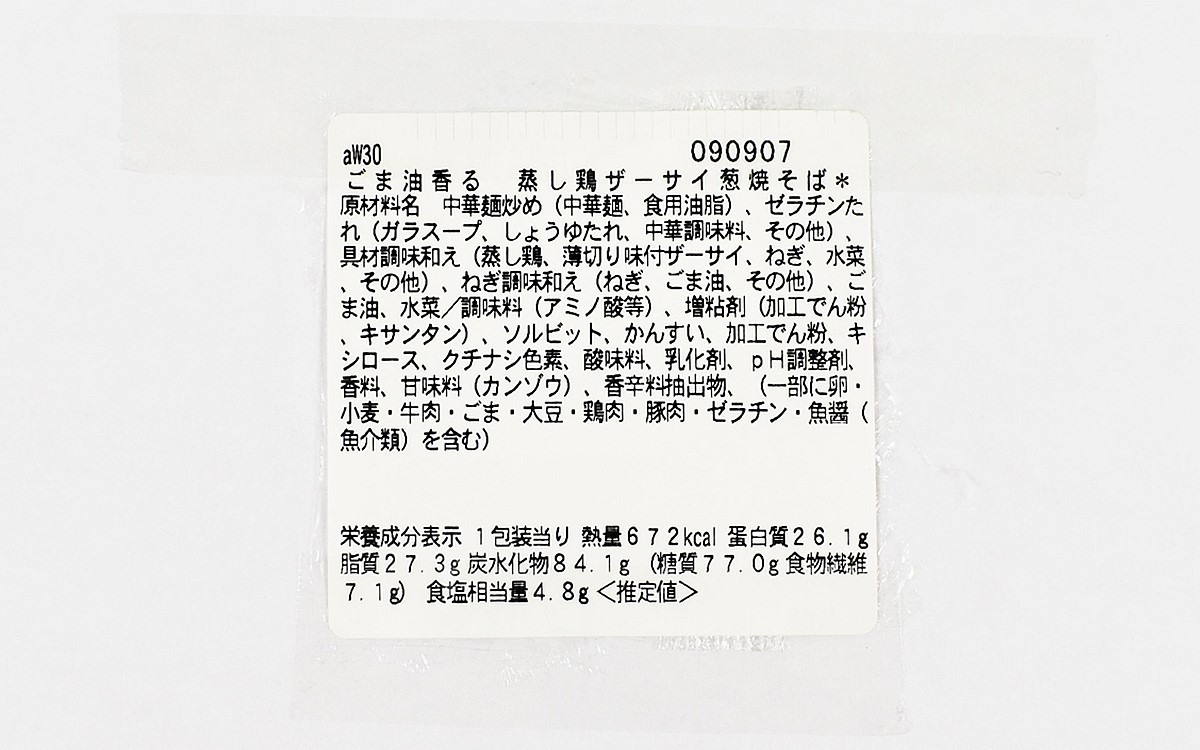 aW30 090907
ごま油香る 蒸し鶏ザーサイ葱焼そば＊
原材料名 中華麺炒め（中華麺、食用油脂）、ゼラチンた
れ（ガラスープ、しょうゆたれ、中華調味料、その他）、
具材調味和え（蒸し鶏、薄切り味付ザーサイ、ねぎ、水菜
、その他）、ねぎ調味和え（ねぎ、ごま油、その他）、ご
ま油、水菜／調味料（アミノ酸等）、増粘剤（加工でん粉
、キサンタン）、ソルビット、かんすい、加工でん粉、キ
シロース、クチナシ色素、酸味料、乳化剤、ｐＨ調整剤、
香料、甘味料（カンゾウ）、香辛料抽出物、（一部に卵・
小麦・牛肉・ごま・大豆・鶏肉・豚肉・ゼラチン・魚醤（
魚介類）を含む）
栄養成分表示 １包装当り 熱量６７２kcal 蛋白質２６．１g
脂質２７．３g 炭水化物８４．１g （糖質７７．０g 食物繊維
７．１g） 食塩相当量４．８g ＜推定値＞